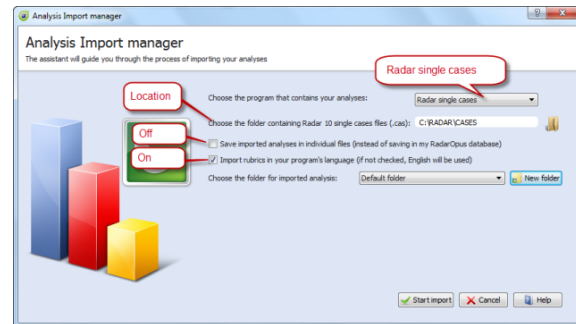 Analysis Import manager
Analysis Import manager
The assistant will guide you through the process of importing your analyses
Radar single cases
Location
Choose the program that contains your analyses:
Radar single cases
Choose the folder containing Radar 10 single cases files (.cas):
C:\RADAR\CASES
Off
Save imported analyses in individual files (instead of saving in my RadarOpus database)
On
Import rubrics in your program's language (if not checked, English will be used)
Choose the folder for imported analysis:
Default folder
New folder
Start import
Cancel
Help